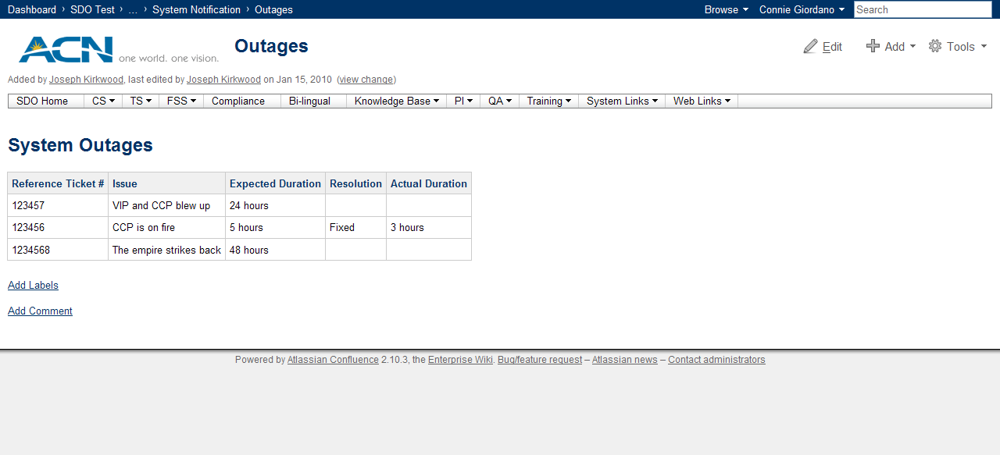 Dashboard › SDO Test › ... › System Notification › Outages Browse Connie Giordano Search
ACN one world. one vision. Outages Edit Add Tools
Added by Joseph Kirkwood, last edited by Joseph Kirkwood on Jan 15, 2010 (view change)
SDO Home CS TS FSS Compliance Bi-lingual Knowledge Base PI QA Training System Links Web Links
System Outages
Reference Ticket # Issue Expected Duration Resolution Actual Duration
123457 VIP and CCP blew up 24 hours
123456 CCP is on fire 5 hours Fixed 3 hours
1234568 The empire strikes back 48 hours
Add Labels
Add Comment
Powered by Atlassian Confluence 2.10.3, the Enterprise Wiki. Bug/feature request – Atlassian news – Contact administrators